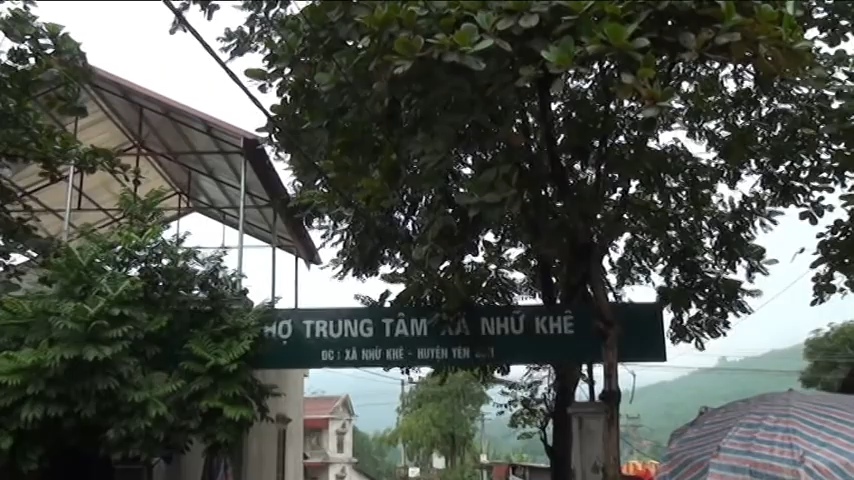 HỢ TRUNG TÂM XÃ NHỮ KHÊ
ĐC : XÃ NHỮ KHÊ - HUYỆN YÊN